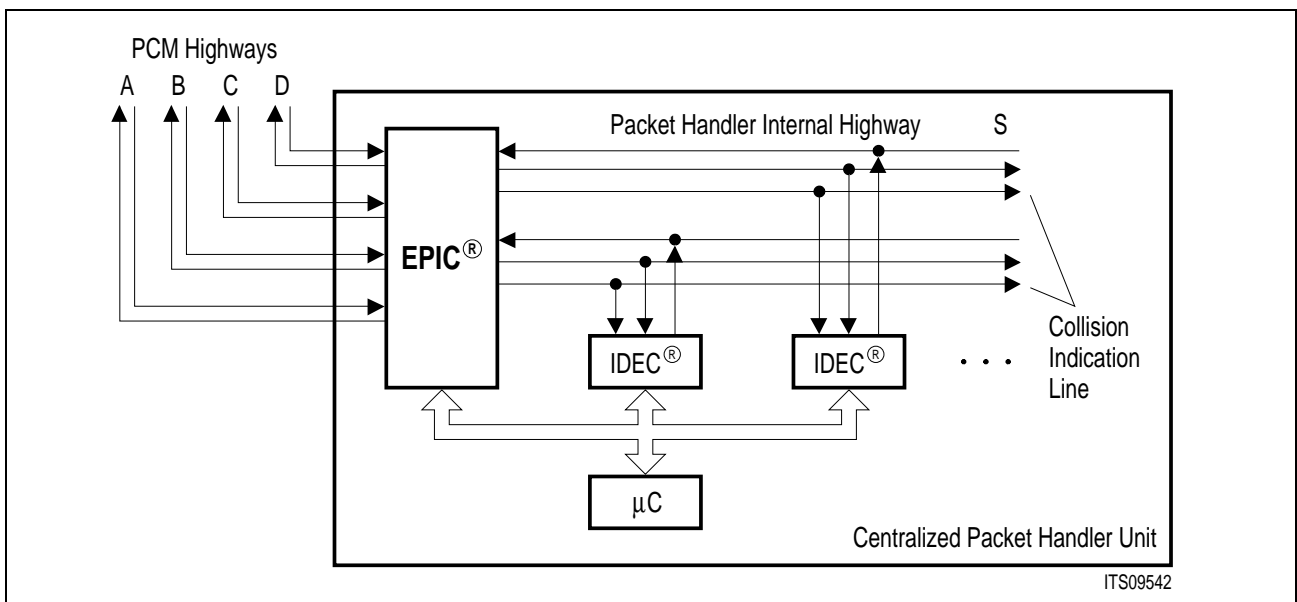 PCM Highways
A B C D
Packet Handler Internal Highway S
EPIC®
IDEC® IDEC® . . .
Collision
Indication
Line
µC
Centralized Packet Handler Unit
ITS09542